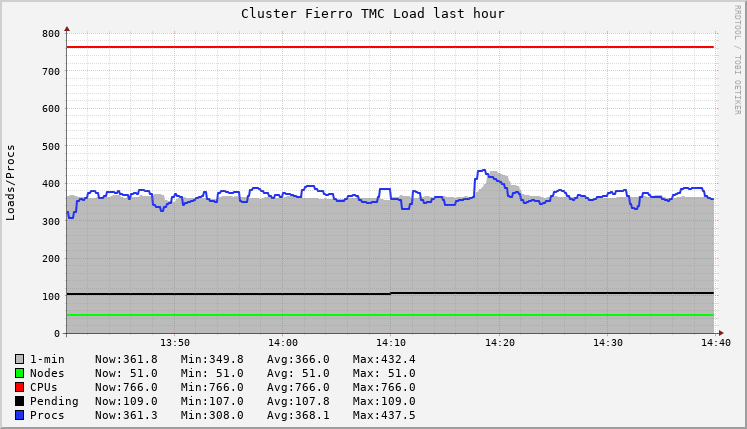 Cluster Fierro TMC Load last hour
RRDTOOL / TOBI OETIKER
Loads/Procs
800
700
600
500
400
300
200
100
0
13:50 14:00 14:10 14:20 14:30 14:40
1-min Now:361.8 Min:349.8 Avg:366.0 Max:432.4
Nodes Now: 51.0 Min: 51.0 Avg: 51.0 Max: 51.0
CPUs Now:766.0 Min:766.0 Avg:766.0 Max:766.0
Pending Now:109.0 Min:107.0 Avg:107.8 Max:109.0
Procs Now:361.3 Min:308.0 Avg:368.1 Max:437.5